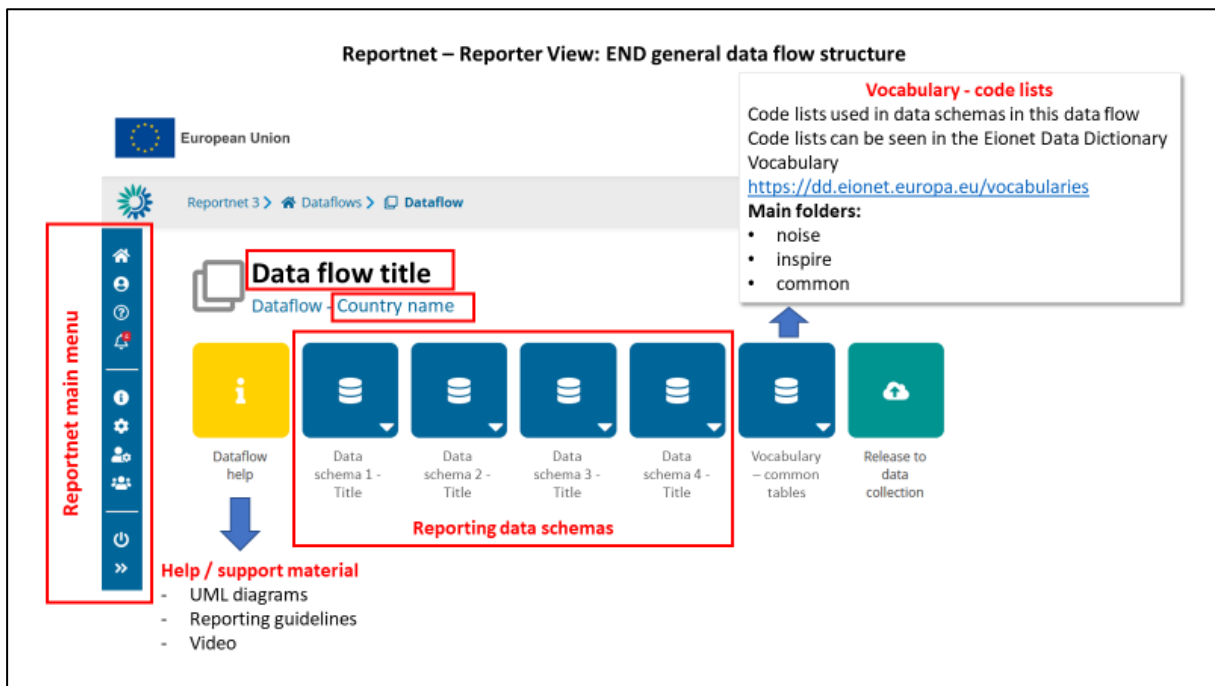 Reportnet – Reporter View: END general data flow structure
Vocabulary - code lists
Code lists used in data schemas in this data flow
Code lists can be seen in the Eionet Data Dictionary
Vocabulary
https://dd.eionet.europa.eu/vocabularies
Main folders:
• noise
• inspire
• common
European Union
Reportnet 3 > Dataflows > Dataflow
Reportnet main menu
Data flow title
Dataflow - Country name
Dataflow
help
Data
schema 1 -
Title
Data
schema 2 -
Title
Data
schema 3 -
Title
Data
schema 4 -
Title
Vocabulary
– common
tables
Release to
data
collection
Reporting data schemas
Help / support material
- UML diagrams
- Reporting guidelines
- Video